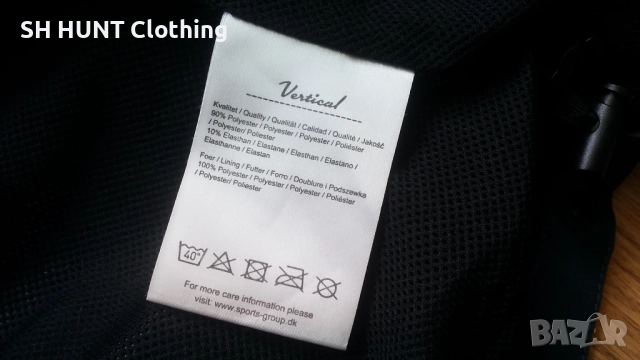 SH HUNT Clothing
Vertical
Kvalitet / Quality / Qualität / Calidad / Qualité / Jakość
90% Polyester / Polyester / Polyester / Poliéster
/ Polyester/ Poliester
10% Elasthan / Elastane / Elasthan / Elastano /
Elasthanne / Elastan
Foer / Lining / Futter / Forro / Doublure i Podszewka
100% Polyester / Polyester / Polyester / Poliéster
/ Polyester/ Poliester
40°
For more care information please
visit: www.sports-group.dk
BAZAR